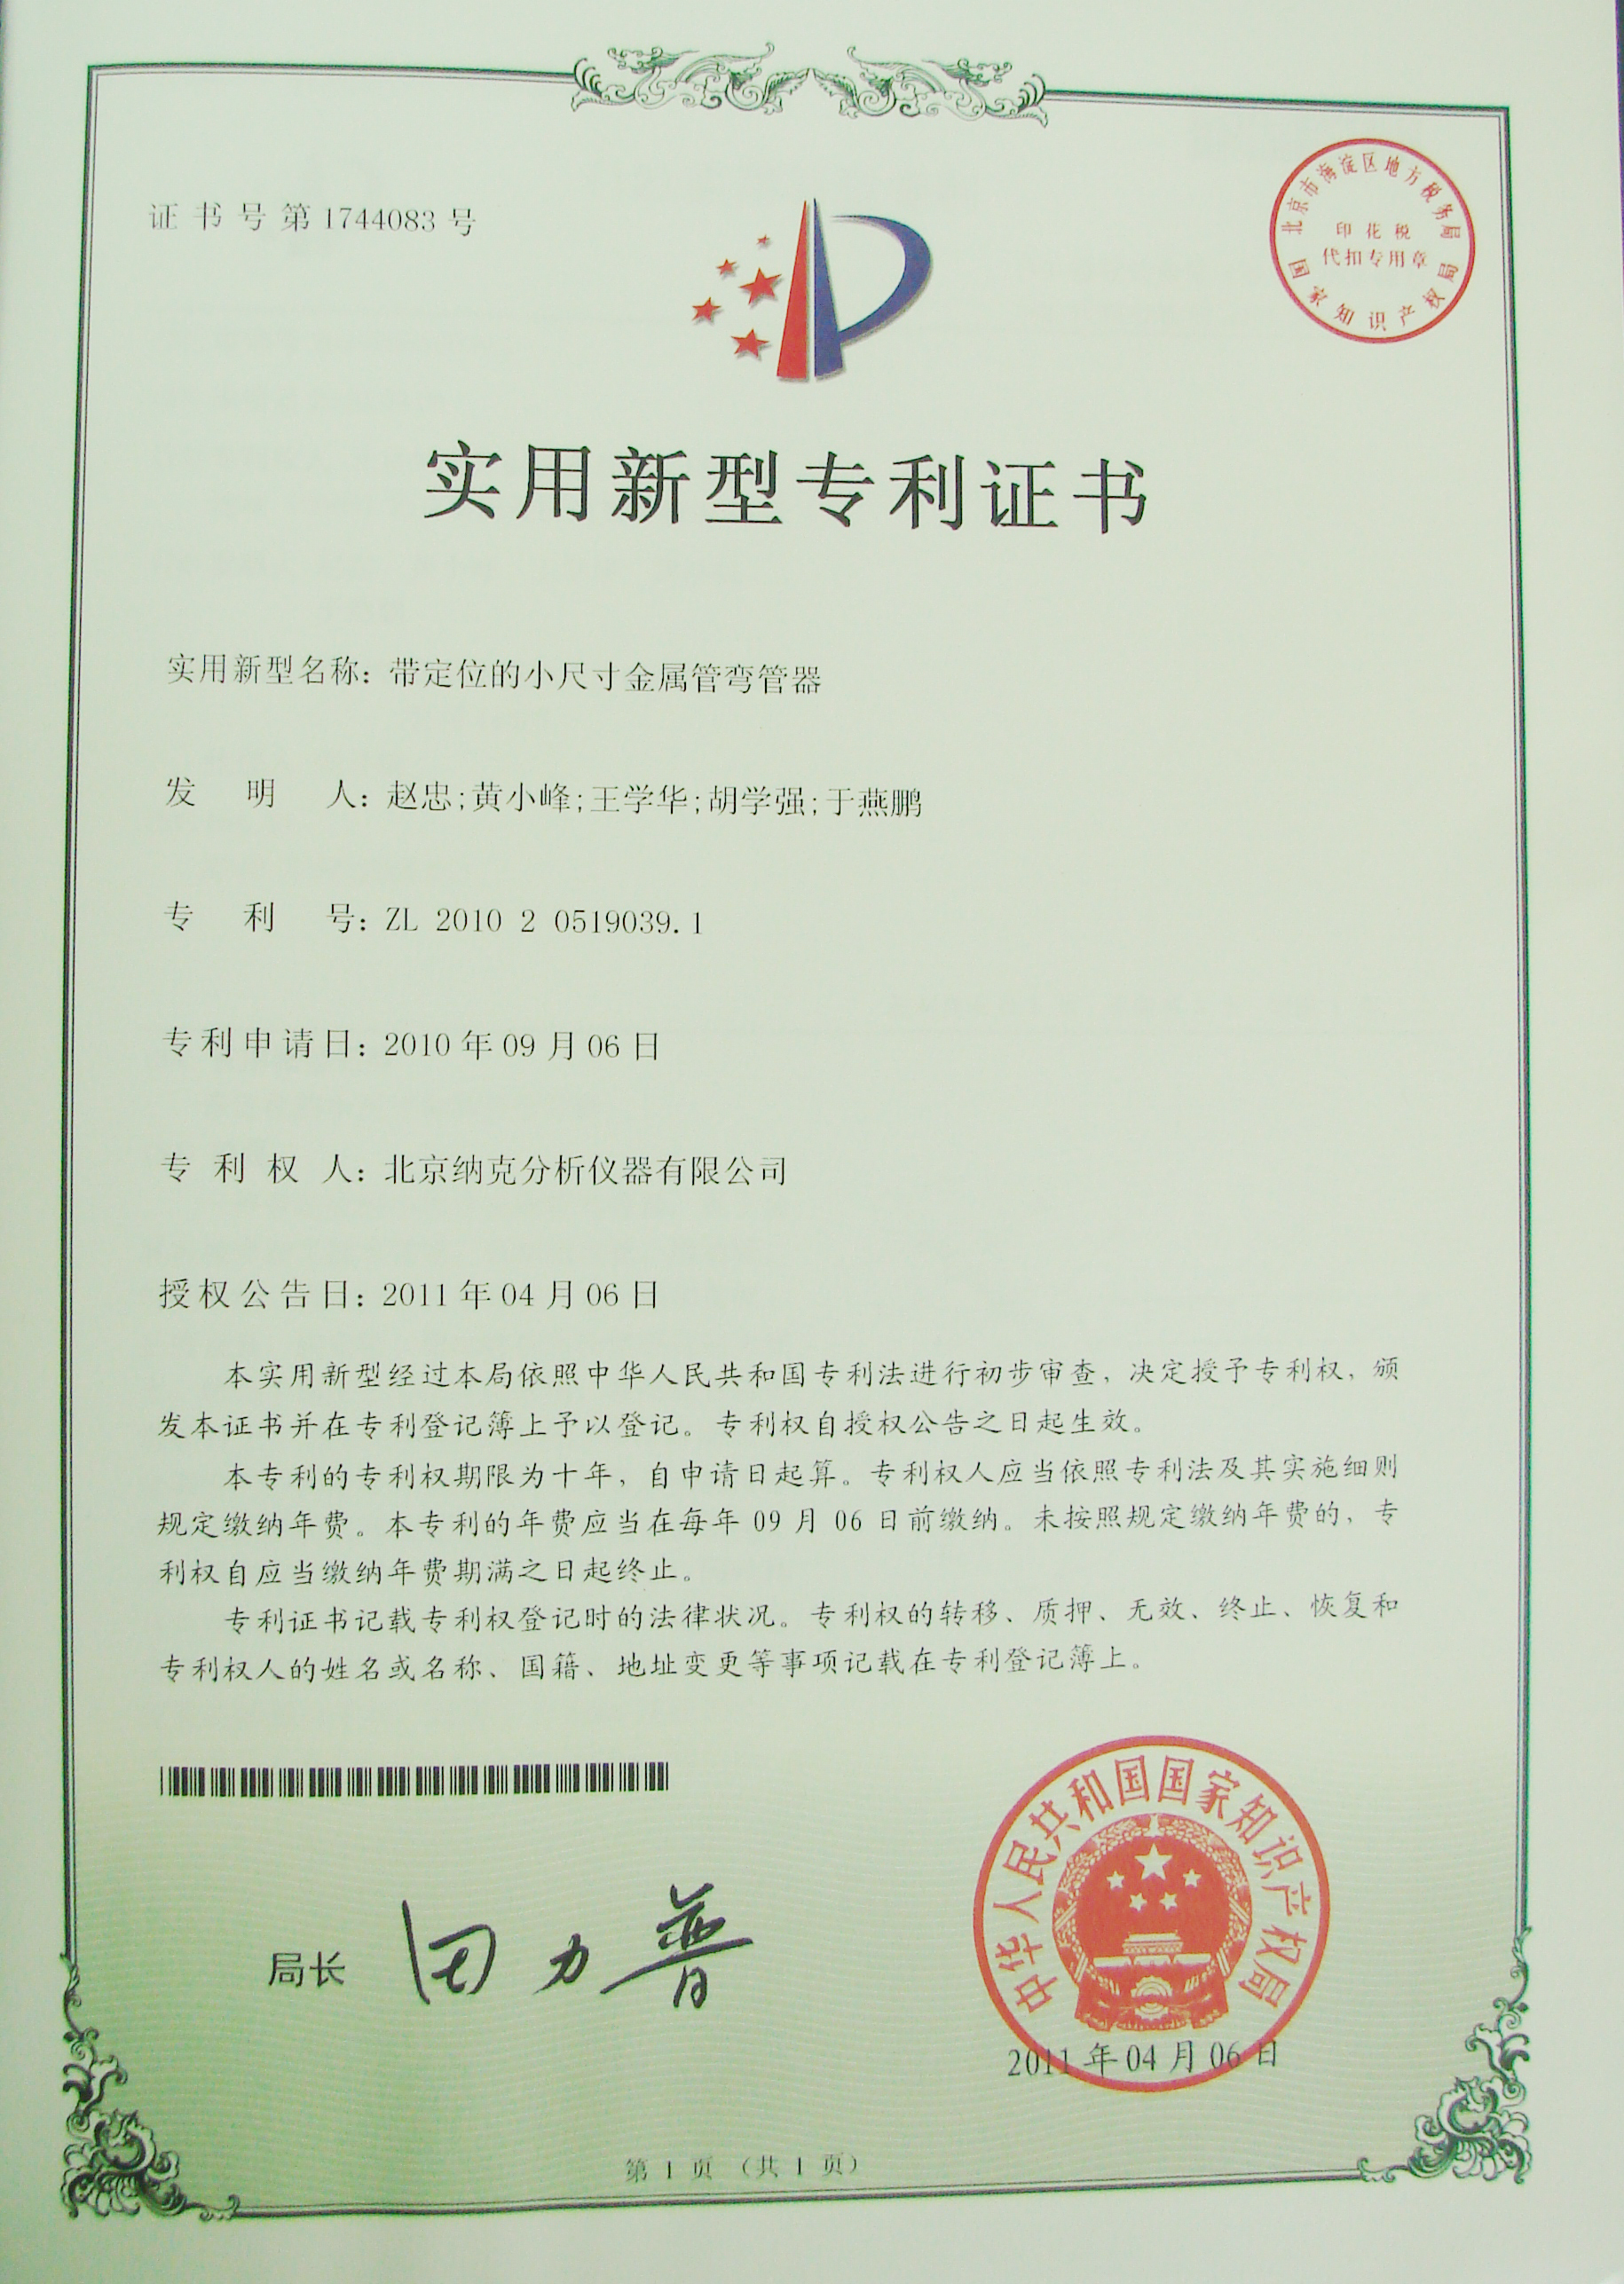 证书号第1744083号
北京市海淀区地方税务局
印花税
代扣专用章
国家知识产权局
实用新型专利证书
实用新型名称：带定位的小尺寸金属管弯管器
发明人：赵忠;黄小峰;王学华;胡学强;于燕鹏
专利号：ZL 2010 2 0519039.1
专利申请日：2010年09月06日
专利权人：北京纳克分析仪器有限公司
授权公告日：2011年04月06日
本实用新型经过本局依照中华人民共和国专利法进行初步审查，决定授予专利权，颁
发本证书并在专利登记簿上予以登记。专利权自授权公告之日起生效。
本专利的专利权期限为十年，自申请日起算。专利权人应当依照专利法及其实施细则
规定缴纳年费。本专利的年费应当在每年09月06日前缴纳。未按照规定缴纳年费的，专
利权自应当缴纳年费期满之日起终止。
专利证书记载专利权登记时的法律状况。专利权的转移、质押、无效、终止、恢复和
专利权人的姓名或名称、国籍、地址变更等事项记载在专利登记簿上。
中华人民共和国国家知识产权局
局长 田力普
2011年04月06日
第1页（共1页）